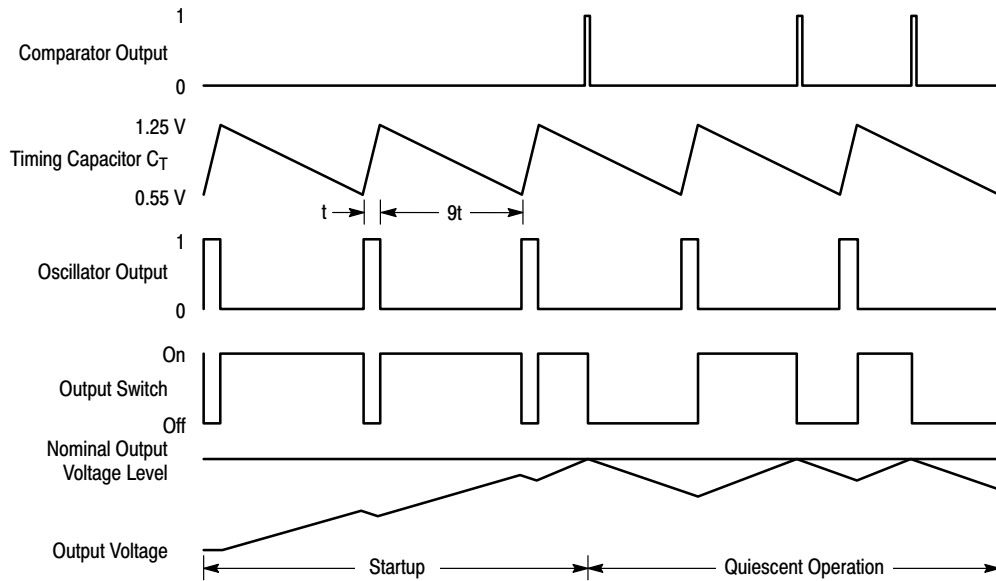 1
Comparator Output
0
1.25 V
Timing Capacitor CT
0.55 V
t
9t
1
Oscillator Output
0
On
Output Switch
Off
Nominal Output
Voltage Level
Output Voltage
Startup
Quiescent Operation